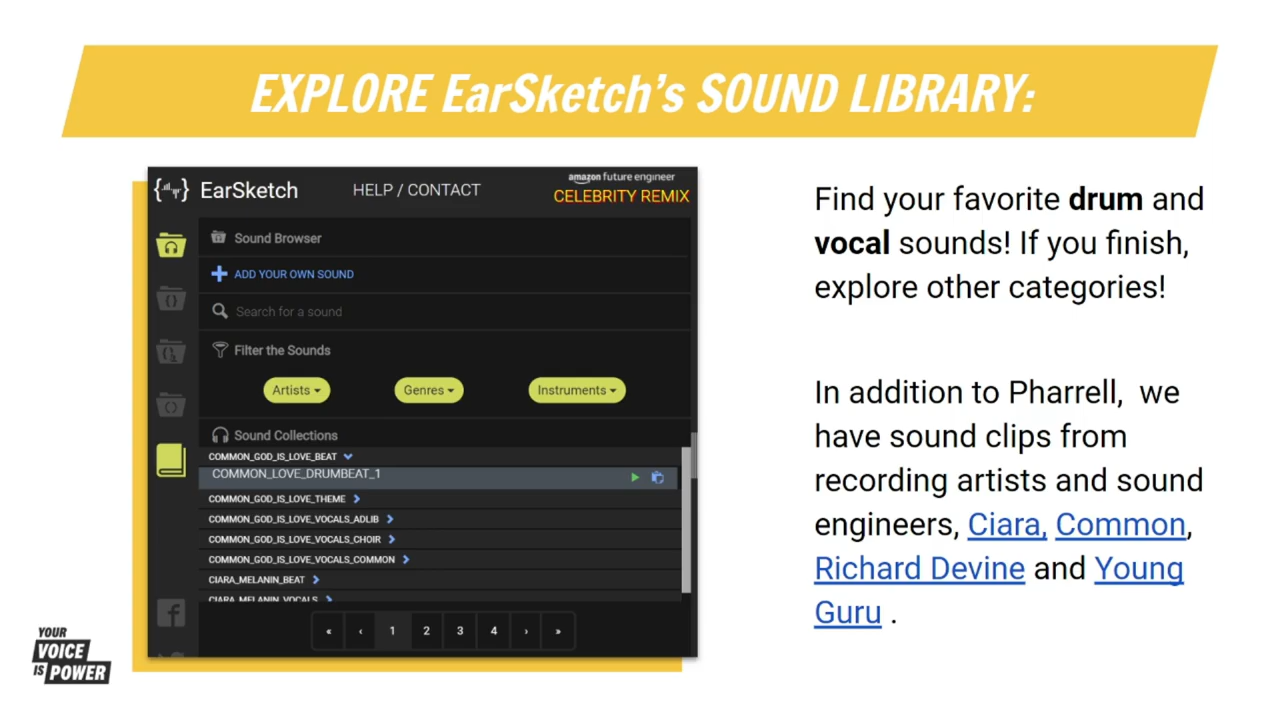 EXPLORE EarSketch's SOUND LIBRARY:
EarSketch
HELP / CONTACT
amazon future engineer
CELEBRITY REMIX
Sound Browser
ADD YOUR OWN SOUND
Search for a sound
Filter the Sounds
Artists
Genres
Instruments
Sound Collections
COMMON_GOD_IS_LOVE_BEAT
COMMON_LOVE_DRUMBEAT_1
COMMON_GOD_IS_LOVE_THEME
COMMON_GOD_IS_LOVE_VOCALS_ADLIB
COMMON_GOD_IS_LOVE_VOCALS_CHOIR
COMMON_GOD_IS_LOVE_VOCALS_COMMON
CIARA_MELANIN_BEAT
CIARA_MELANIN_VOCALS
« ‹ 1 2 3 4 › »
Find your favorite drum and
vocal sounds! If you finish,
explore other categories!
In addition to Pharrell, we
have sound clips from
recording artists and sound
engineers, Ciara, Common,
Richard Devine and Young
Guru .
YOUR
VOICE
IS POWER